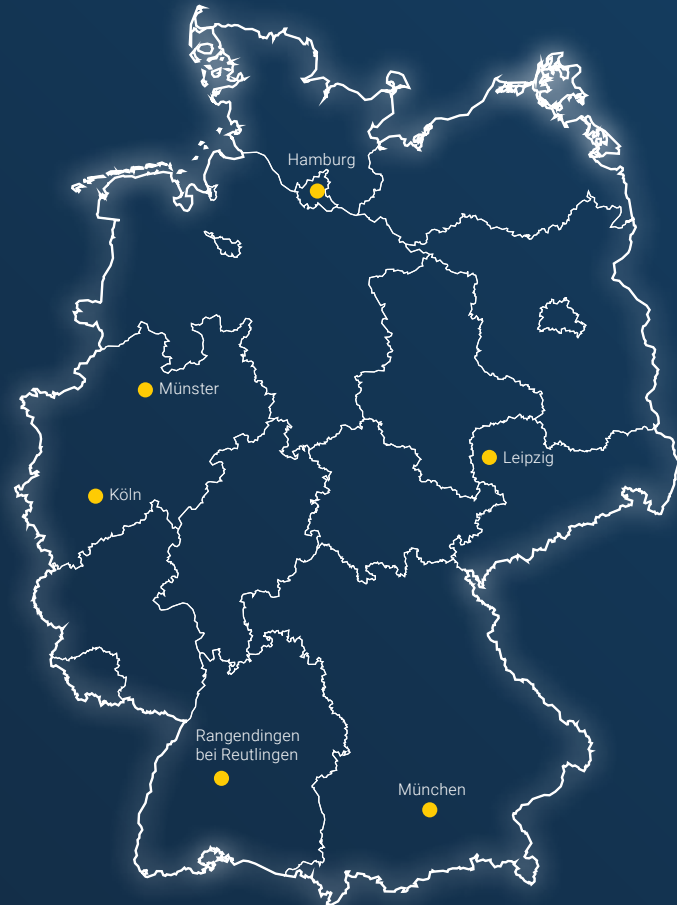 Hamburg
Münster
Leipzig
Köln
Rangendingen
bei Reutlingen
München